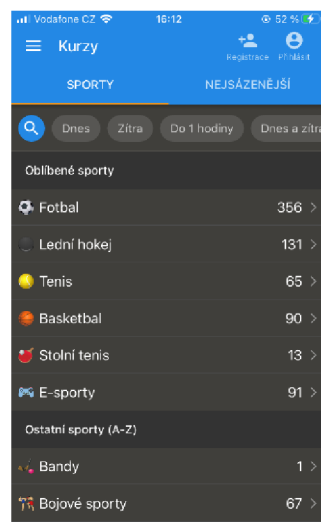 Vodafone CZ 16:12 52 %
Kurzy
Registrace Přihlásit
SPORTY NEJSÁZENĚJŠÍ
Dnes Zítra Do 1 hodiny Dnes a zítra
Oblíbené sporty
Fotbal 356
Lední hokej 131
Tenis 65
Basketbal 90
Stolní tenis 13
E-sporty 91
Ostatní sporty (A-Z)
Bandy 1
Bojové sporty 67